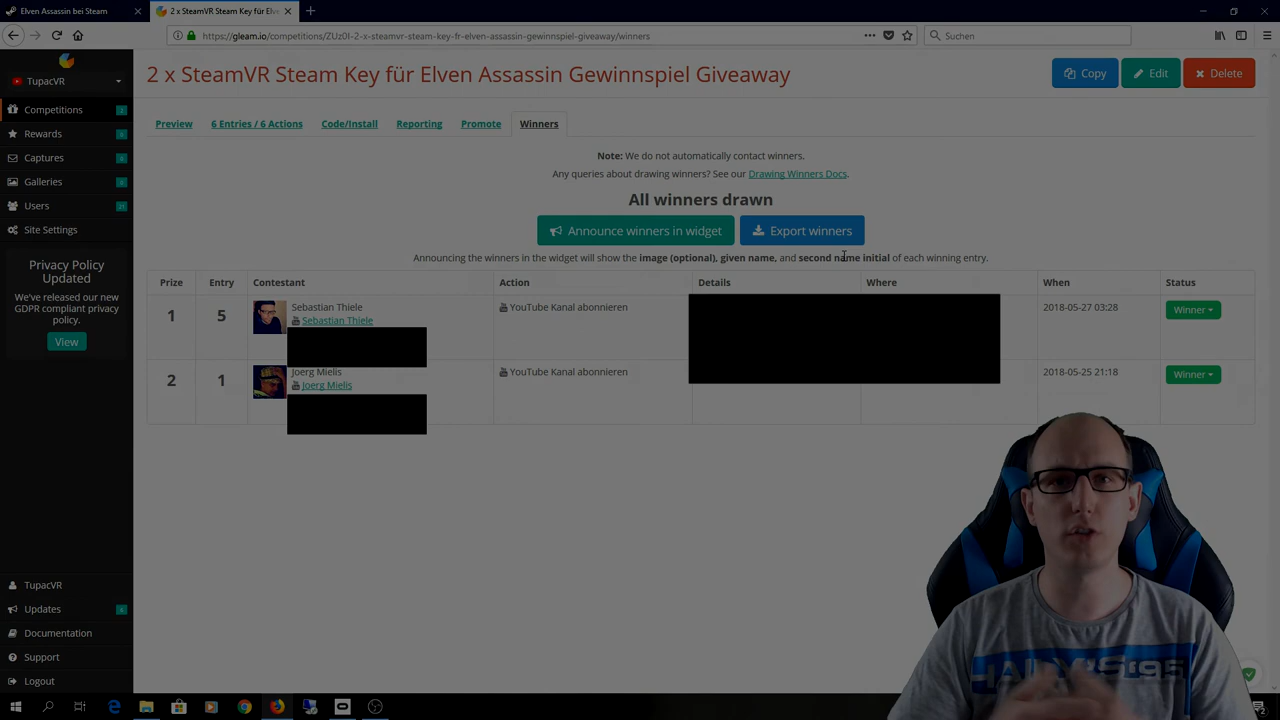 Elven Assassin bei Steam
2 x SteamVR Steam Key für Elve
https://gleam.io/competitions/ZUz0I-2-x-steamvr-steam-key-fr-elven-assassin-gewinnspiel-giveaway/winners
Suchen
TupacVR
Competitions 2
Rewards 0
Captures 0
Galleries 0
Users 21
Site Settings
Privacy Policy
Updated
We've released our new
GDPR compliant privacy
policy.
View
TupacVR
Updates 4
Documentation
Support
Logout
2 x SteamVR Steam Key für Elven Assassin Gewinnspiel Giveaway
Copy Edit Delete
Preview 6 Entries / 6 Actions Code/Install Reporting Promote Winners
Note: We do not automatically contact winners.
Any queries about drawing winners? See our Drawing Winners Docs.
All winners drawn
Announce winners in widget Export winners
Announcing the winners in the widget will show the image (optional), given name, and second name initial of each winning entry.
Prize Entry Contestant Action Details Where When Status
1 5 Sebastian Thiele YouTube Kanal abonnieren 2018-05-27 03:28 Winner
Sebastian Thiele
2 1 Joerg Mielis YouTube Kanal abonnieren 2018-05-25 21:18 Winner
Joerg Mielis